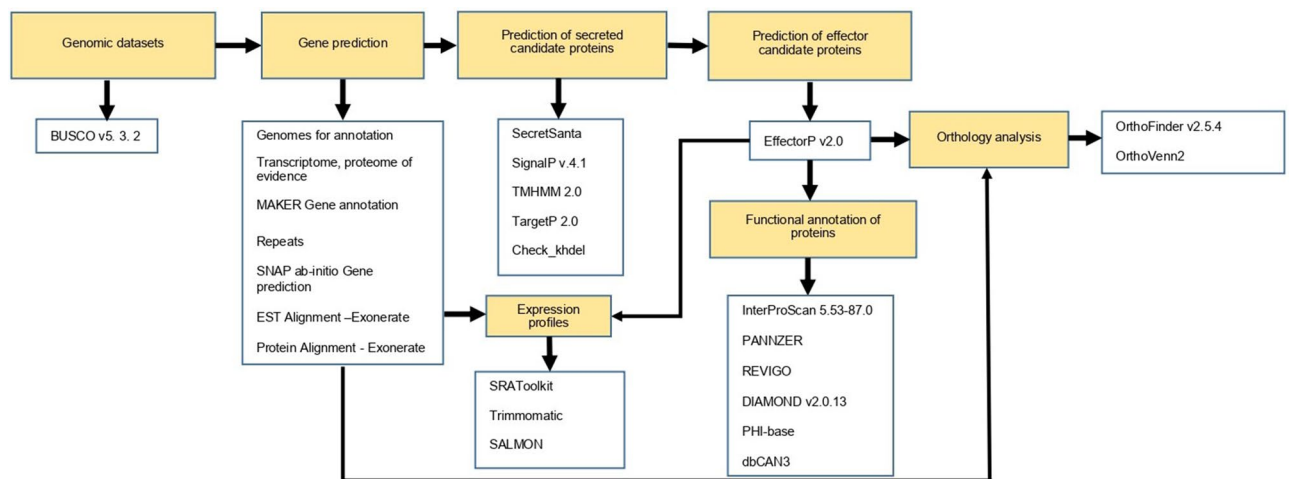 Genomic datasets
Gene prediction
Prediction of secreted
candidate proteins
Prediction of effector
candidate proteins
BUSCO v5. 3. 2
Genomes for annotation
Transcriptome, proteome of
evidence
MAKER Gene annotation
Repeats
SNAP ab-initio Gene
prediction
EST Alignment –Exonerate
Protein Alignment - Exonerate
SecretSanta
SignalP v.4.1
TMHMM 2.0
TargetP 2.0
Check_khdel
EffectorP v2.0
Orthology analysis
OrthoFinder v2.5.4
OrthoVenn2
Functional annotation of
proteins
Expression
profiles
SRAToolkit
Trimmomatic
SALMON
InterProScan 5.53-87.0
PANNZER
REVIGO
DIAMOND v2.0.13
PHI-base
dbCAN3